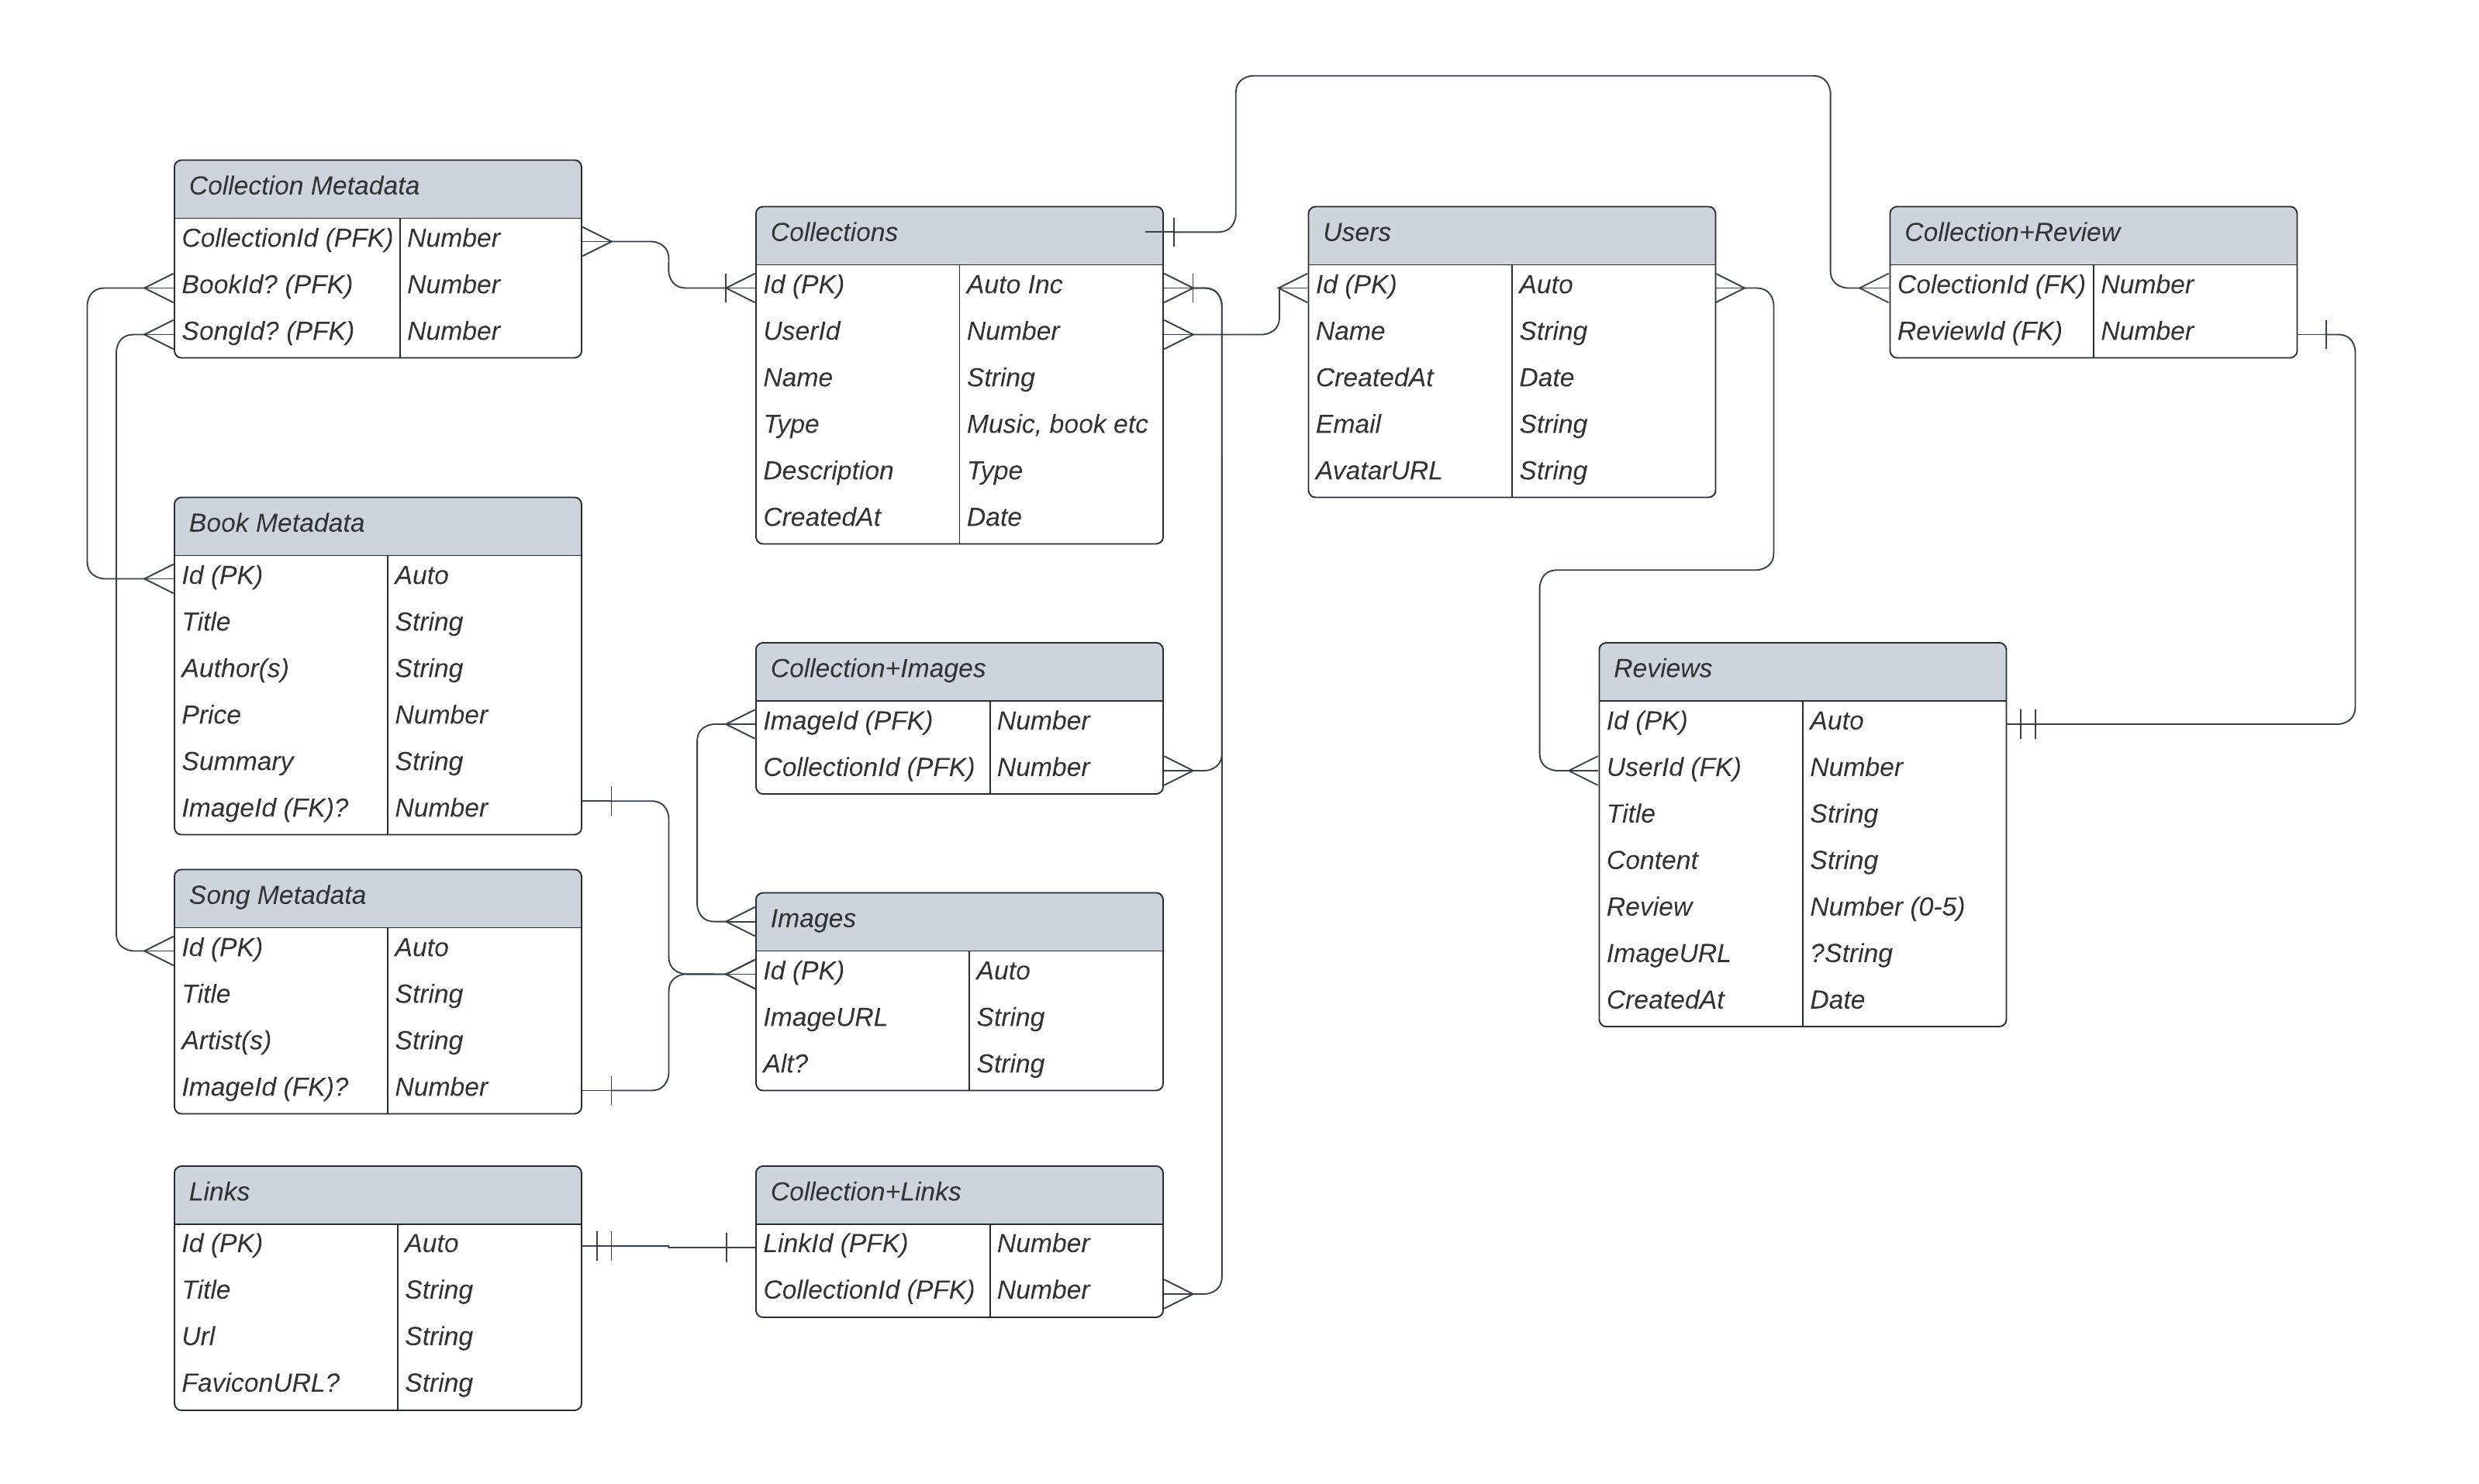 Collection Metadata
CollectionId (PFK) Number
BookId? (PFK) Number
SongId? (PFK) Number
Collections
Id (PK) Auto Inc
UserId Number
Name String
Type Music, book etc
Description Type
CreatedAt Date
Users
Id (PK) Auto
Name String
CreatedAt Date
Email String
AvatarURL String
Collection+Review
ColectionId (FK) Number
ReviewId (FK) Number
Book Metadata
Id (PK) Auto
Title String
Author(s) String
Price Number
Summary String
ImageId (FK)? Number
Collection+Images
ImageId (PFK) Number
CollectionId (PFK) Number
Reviews
Id (PK) Auto
UserId (FK) Number
Title String
Content String
Review Number (0-5)
ImageURL ?String
CreatedAt Date
Song Metadata
Id (PK) Auto
Title String
Artist(s) String
ImageId (FK)? Number
Images
Id (PK) Auto
ImageURL String
Alt? String
Links
Id (PK) Auto
Title String
Url String
FaviconURL? String
Collection+Links
LinkId (PFK) Number
CollectionId (PFK) Number